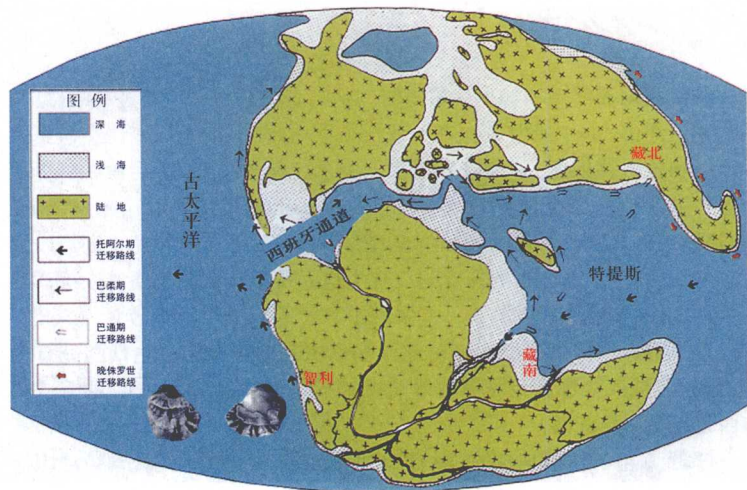 图例
深海
浅海
陆地
托阿尔期
迁移路线
巴柔期
迁移路线
巴通期
迁移路线
晚侏罗世
迁移路线
古太平洋
西班牙通道
藏北
特提斯
藏南
智利